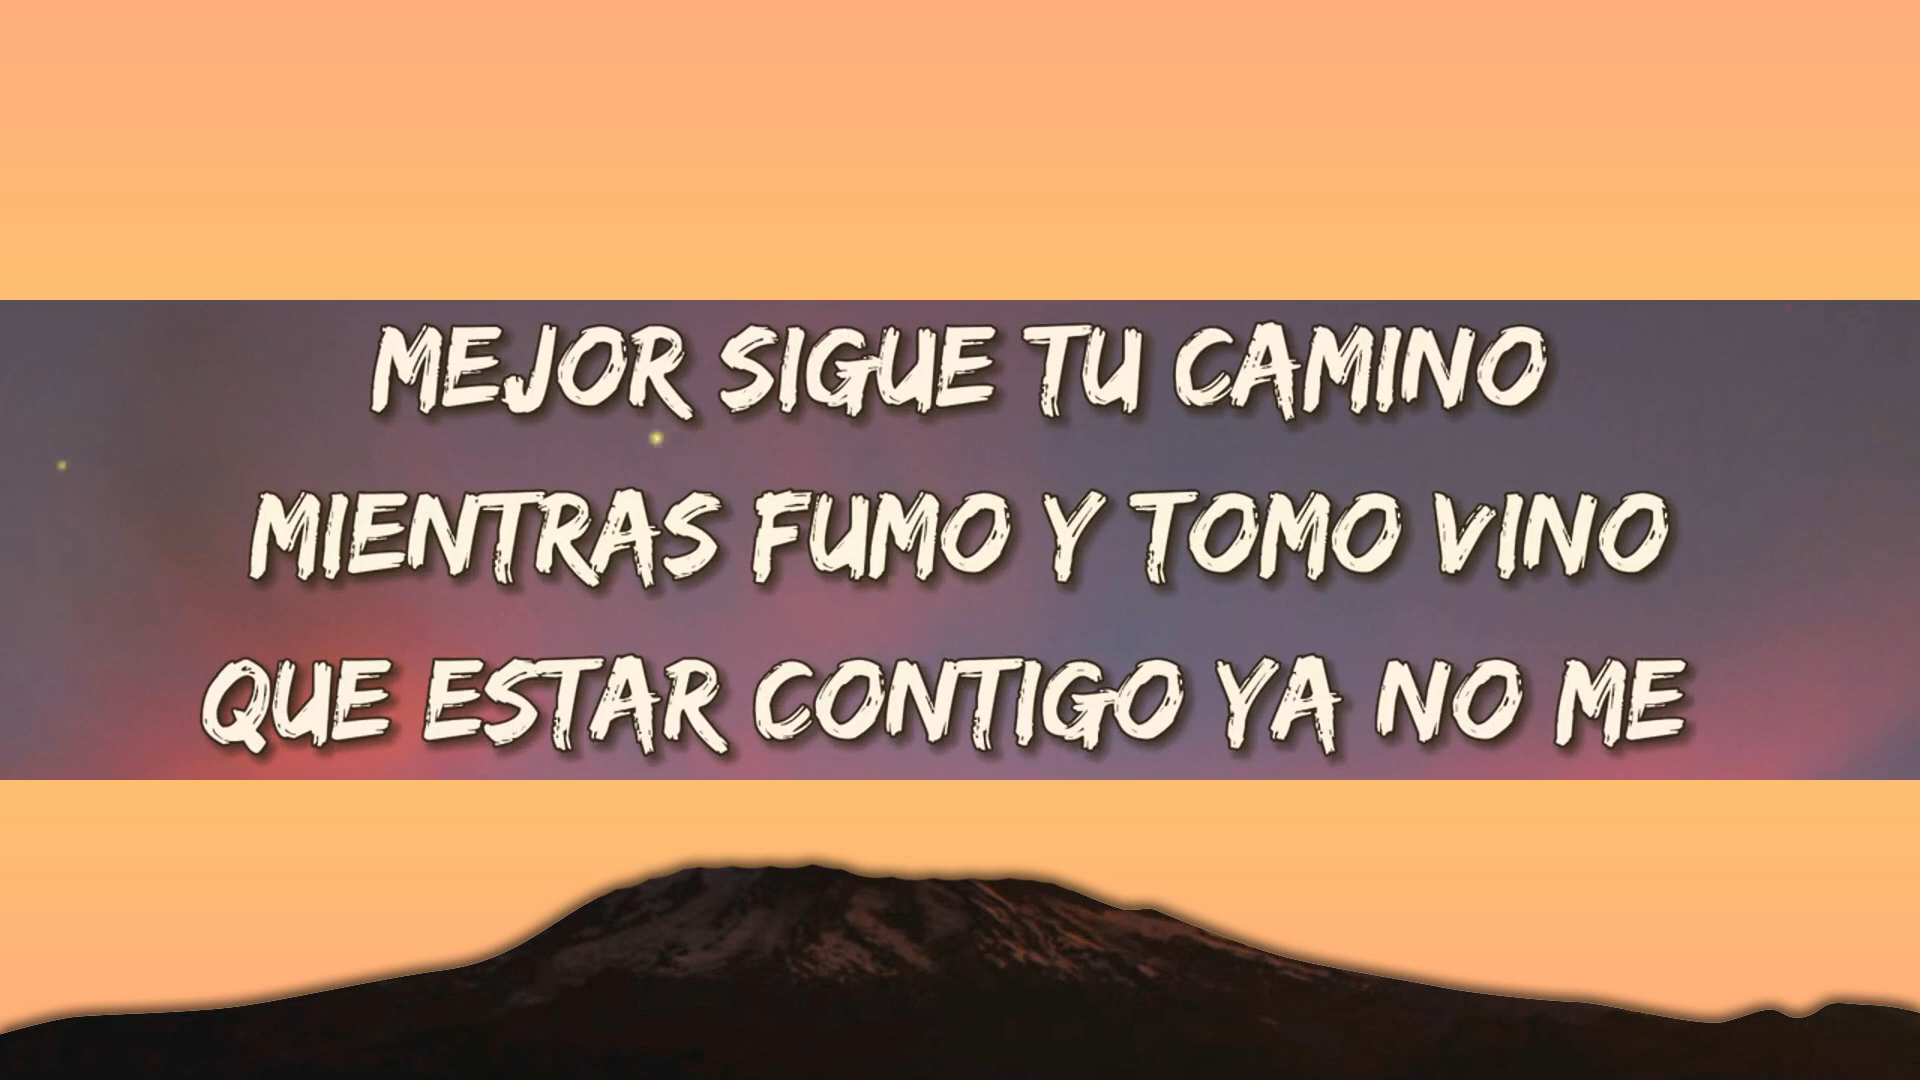 MEJOR SIGUE TU CAMINO
MIENTRAS FUMO Y TOMO VINO
QUE ESTAR CONTIGO YA NO ME